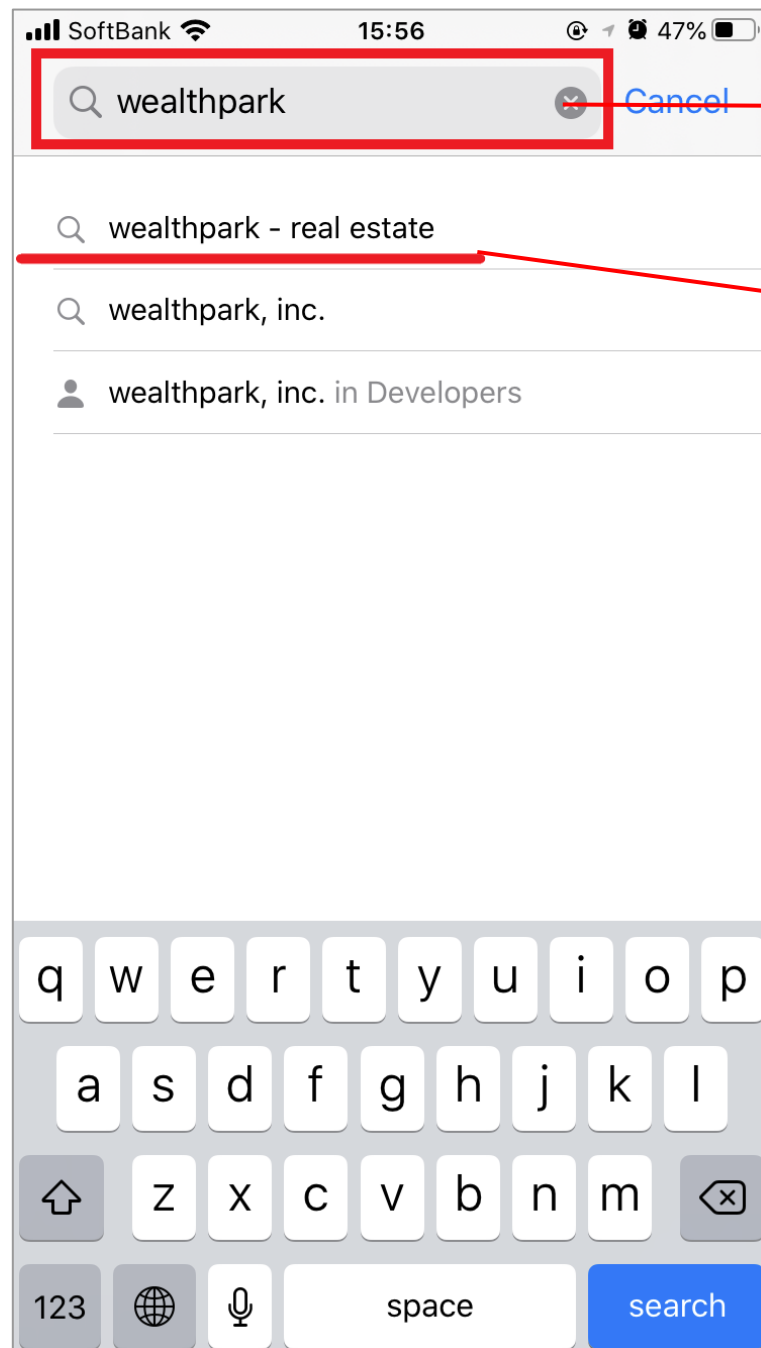 SoftBank 15:56 47%
wealthpark Cancel
wealthpark - real estate
wealthpark, inc.
wealthpark, inc. in Developers
q w e r t y u i o p
a s d f g h j k l
z x c v b n m
123 space search